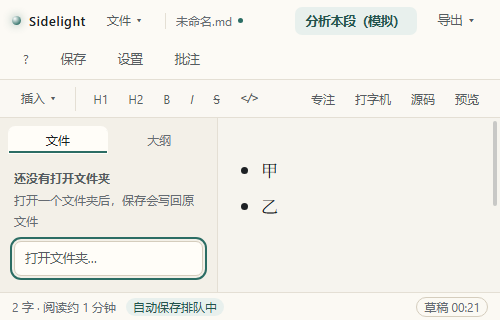 Sidelight 文件 未命名.md 分析本段（模拟） 导出
? 保存 设置 批注
插入 H1 H2 B I S </> 专注 打字机 源码 预览
文件 大纲
还没有打开文件夹
打开一个文件夹后，保存会写回原
文件
打开文件夹...
甲
乙
2 字 · 阅读约 1 分钟 自动保存排队中 草稿 00:21